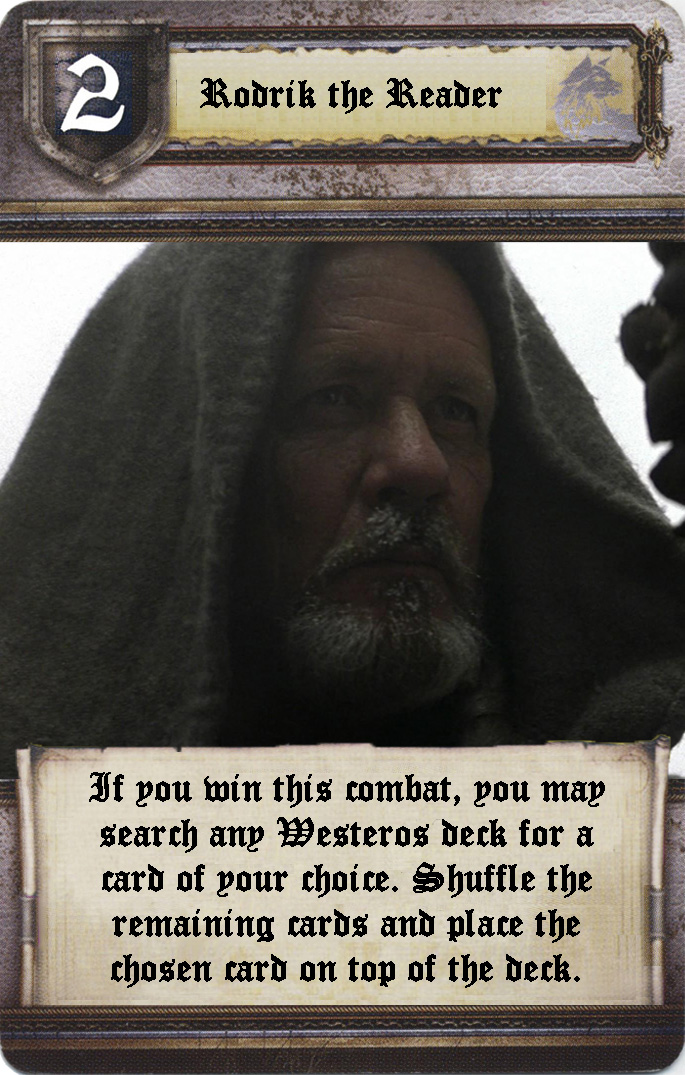 2
Rodrik the Reader
If you win this combat, you may
search any Westeros deck for a
card of your choice. Shuffle the
remaining cards and place the
chosen card on top of the deck.